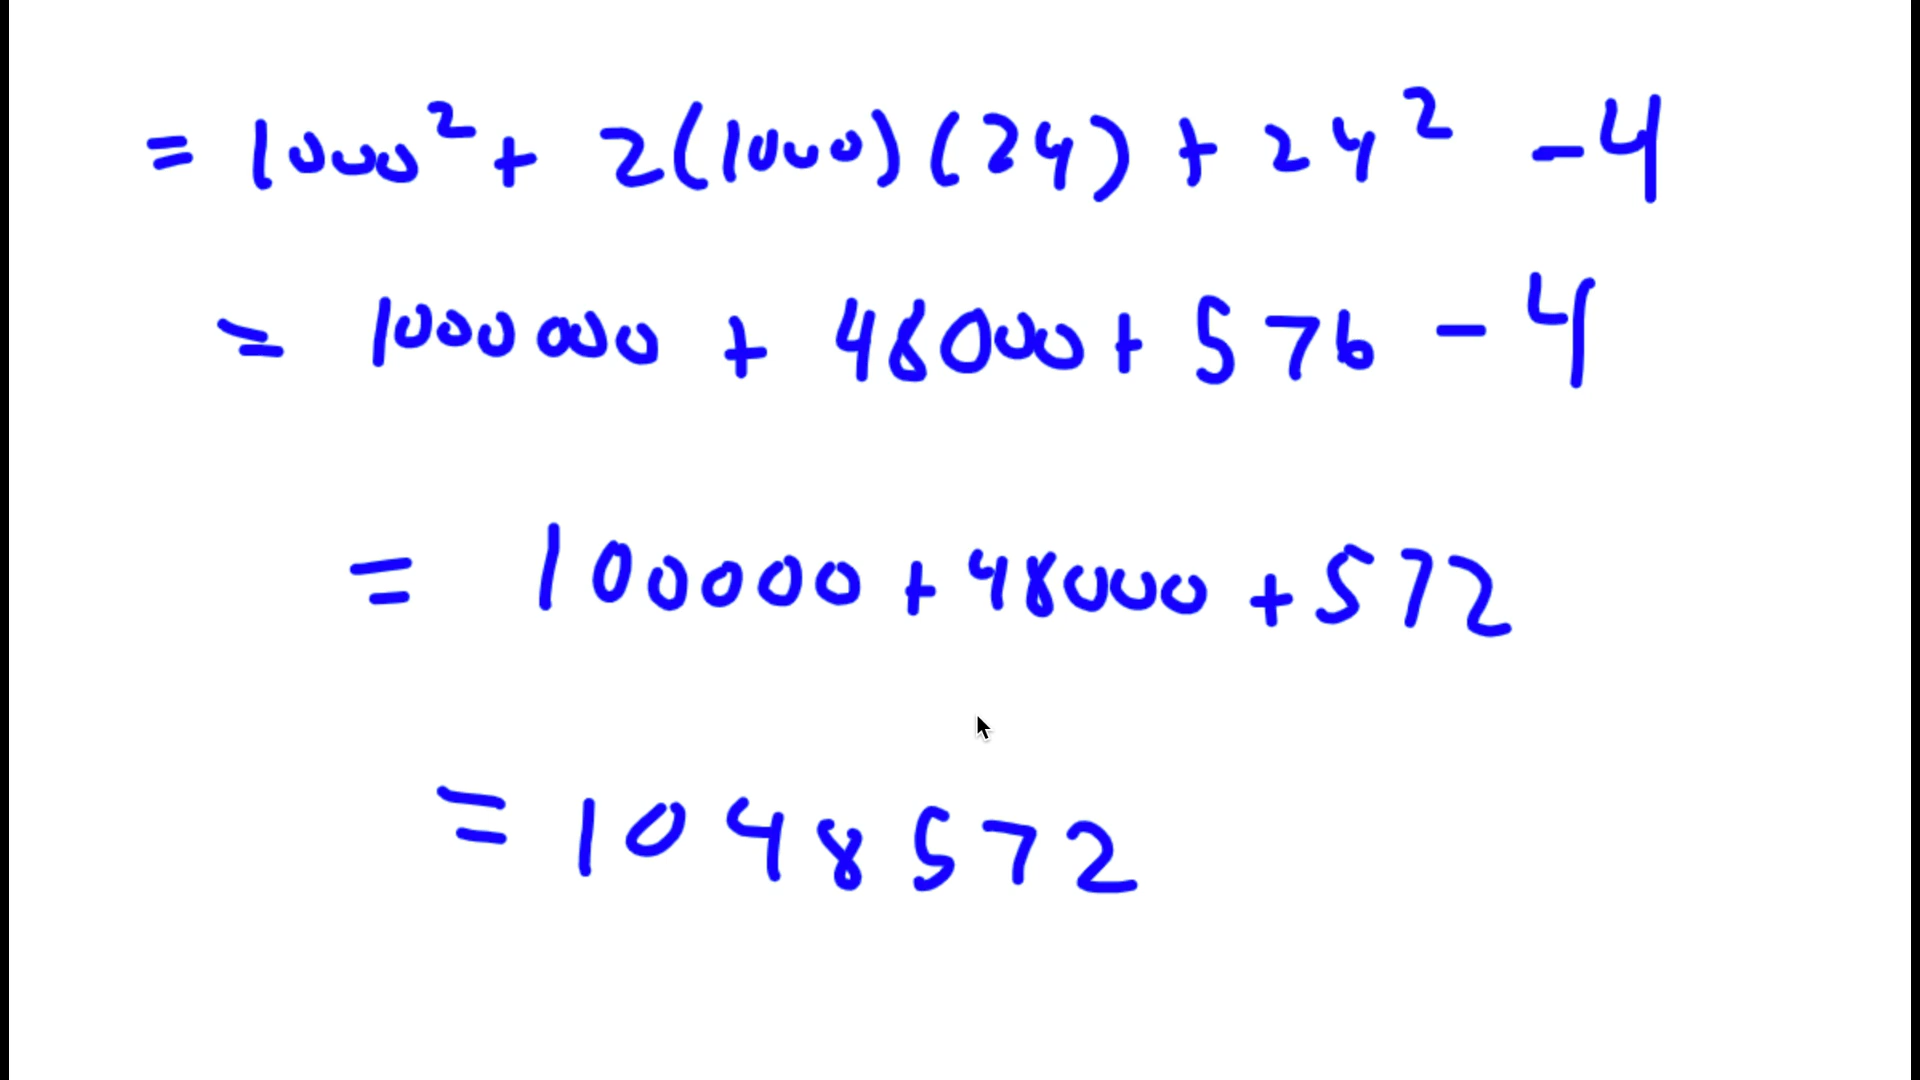 = 1000² + 2(1000)(24) + 24² - 4
= 1000000 + 48000 + 576 - 4
= 100000 + 48000 + 572
= 1048572